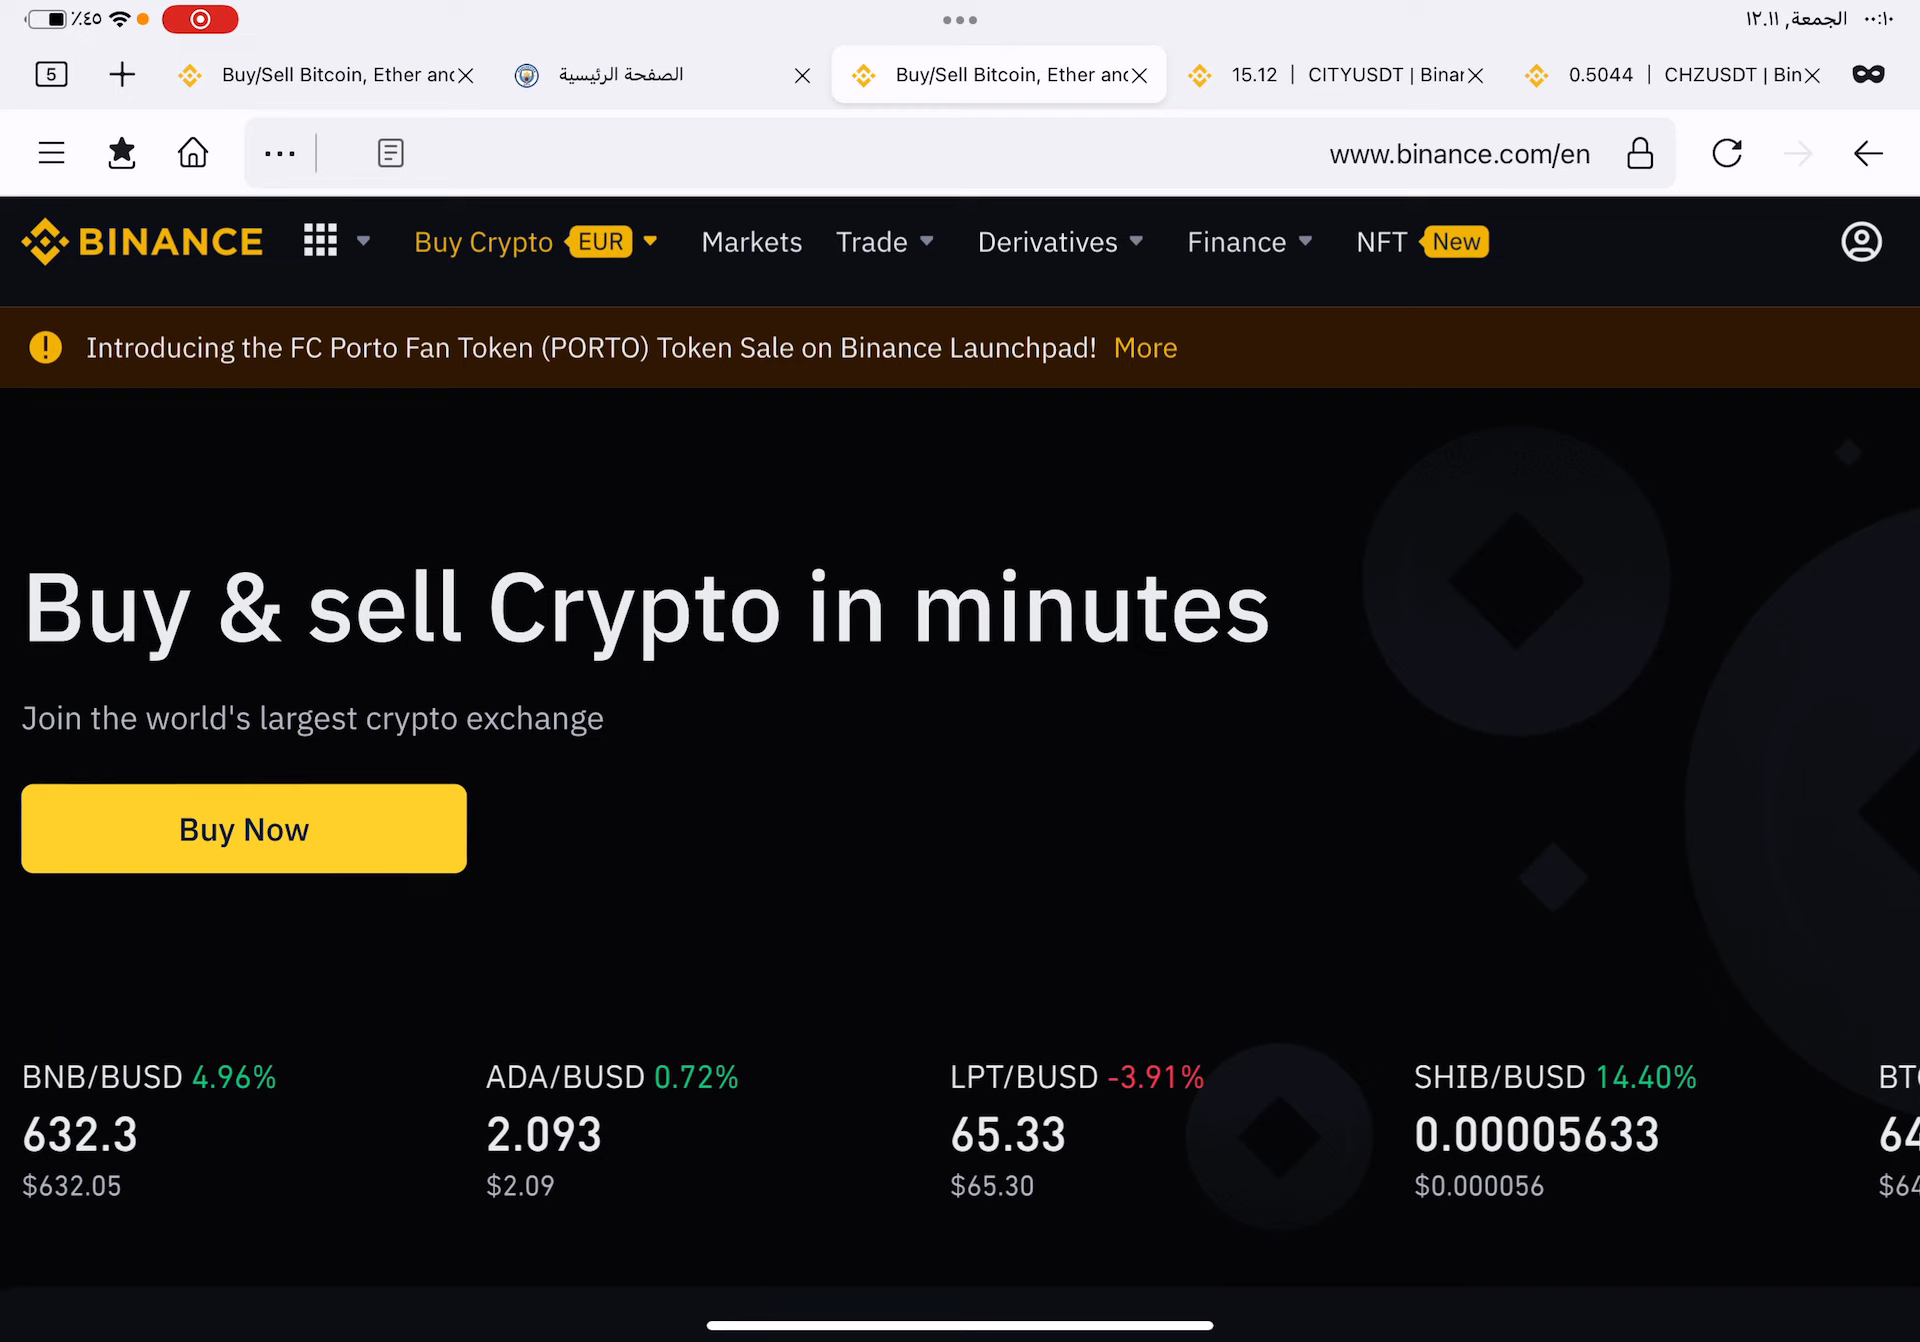 ٪٤٥
الجمعة, ١٢.١١ ١٠:٠٠
5
Buy/Sell Bitcoin, Ether and
الصفحة الرئيسية
Buy/Sell Bitcoin, Ether and
15.12 | CITYUSDT | Binar
0.5044 | CHZUSDT | Bin
www.binance.com/en
BINANCE
Buy Crypto EUR
Markets
Trade
Derivatives
Finance
NFT New
Introducing the FC Porto Fan Token (PORTO) Token Sale on Binance Launchpad! More
Buy & sell Crypto in minutes
Join the world's largest crypto exchange
Buy Now
BNB/BUSD 4.96%
632.3
$632.05
ADA/BUSD 0.72%
2.093
$2.09
LPT/BUSD -3.91%
65.33
$65.30
SHIB/BUSD 14.40%
0.00005633
$0.000056